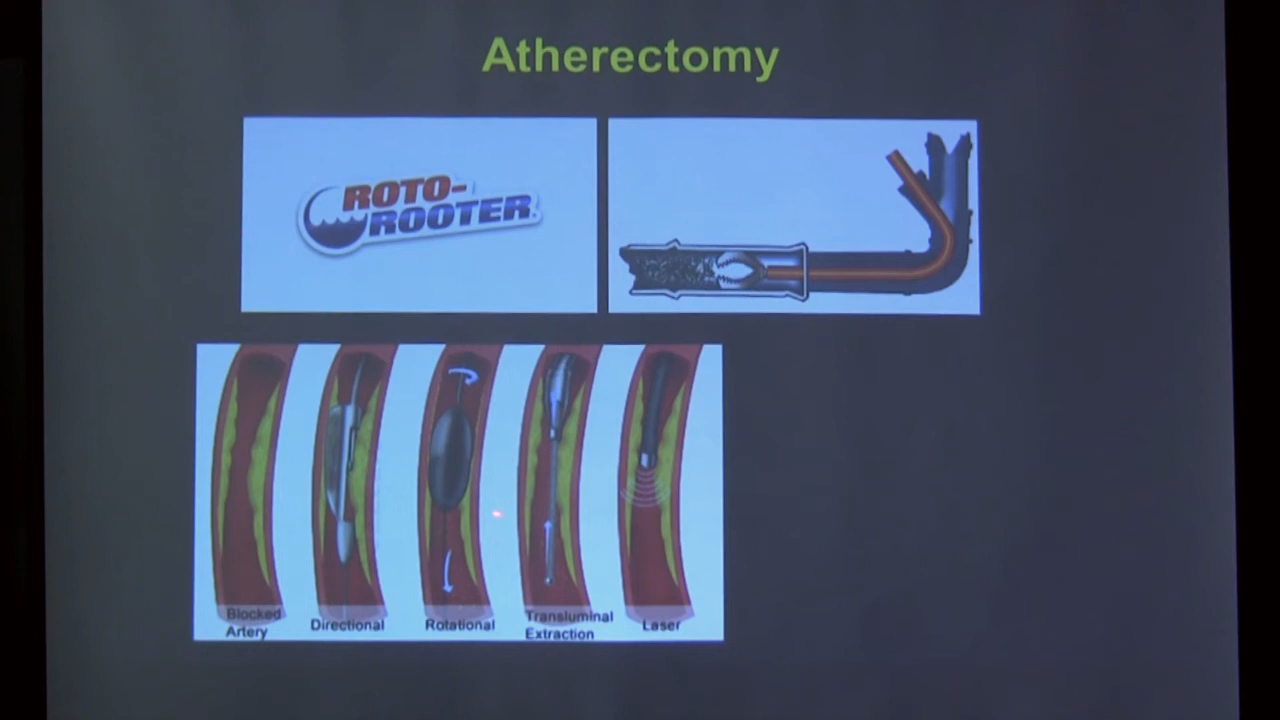 Atherectomy
ROTO-
ROOTER
Blocked
Artery
Directional
Rotational
Transluminal
Extraction
Laser